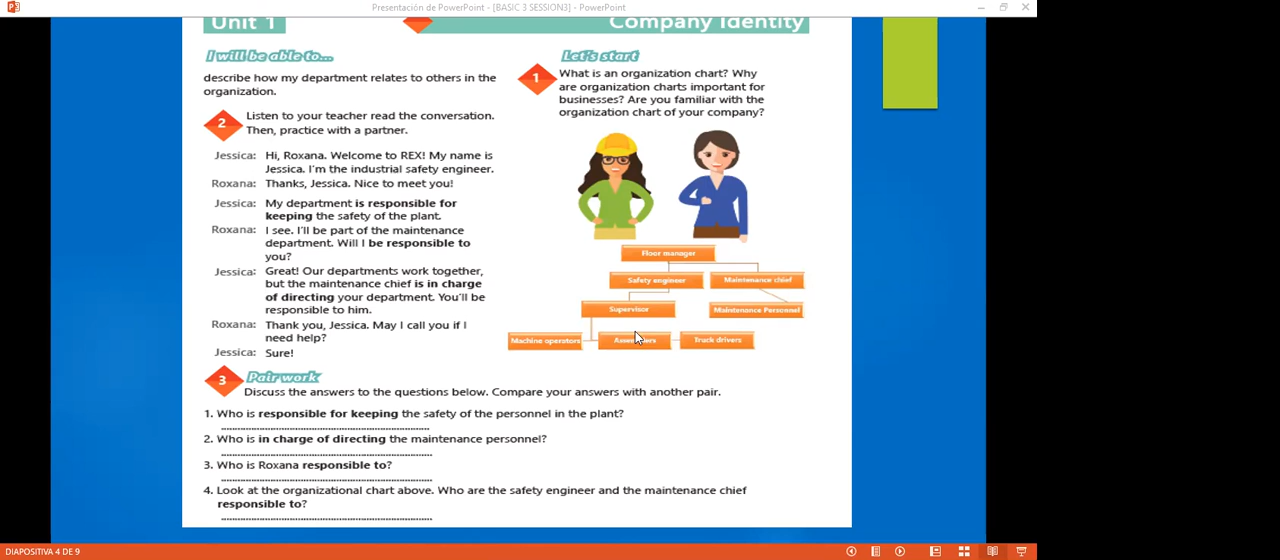 Presentación de PowerPoint - [BASIC 3 SESSION3] - PowerPoint
Unit 1
Company Identity
I will be able to...
describe how my department relates to others in the
organization.
2
Listen to your teacher read the conversation.
Then, practice with a partner.
Jessica: Hi, Roxana. Welcome to REX! My name is
Jessica. I'm the industrial safety engineer.
Roxana: Thanks, Jessica. Nice to meet you!
Jessica: My department is responsible for
keeping the safety of the plant.
Roxana: I see. I'll be part of the maintenance
department. Will I be responsible to
you?
Jessica: Great! Our departments work together,
but the maintenance chief is in charge
of directing your department. You'll be
responsible to him.
Roxana: Thank you, Jessica. May I call you if I
need help?
Jessica: Sure!
Let's start
1
What is an organization chart? Why
are organization charts important for
businesses? Are you familiar with the
organization chart of your company?
Floor manager
Safety engineer
Maintenance chief
Supervisor
Maintenance Personnel
Machine operators
Truck drivers
3
Pair work
Discuss the answers to the questions below. Compare your answers with another pair.
1. Who is responsible for keeping the safety of the personnel in the plant?
2. Who is in charge of directing the maintenance personnel?
3. Who is Roxana responsible to?
4. Look at the organizational chart above. Who are the safety engineer and the maintenance chief
responsible to?
DIAPOSITIVA 4 DE 9